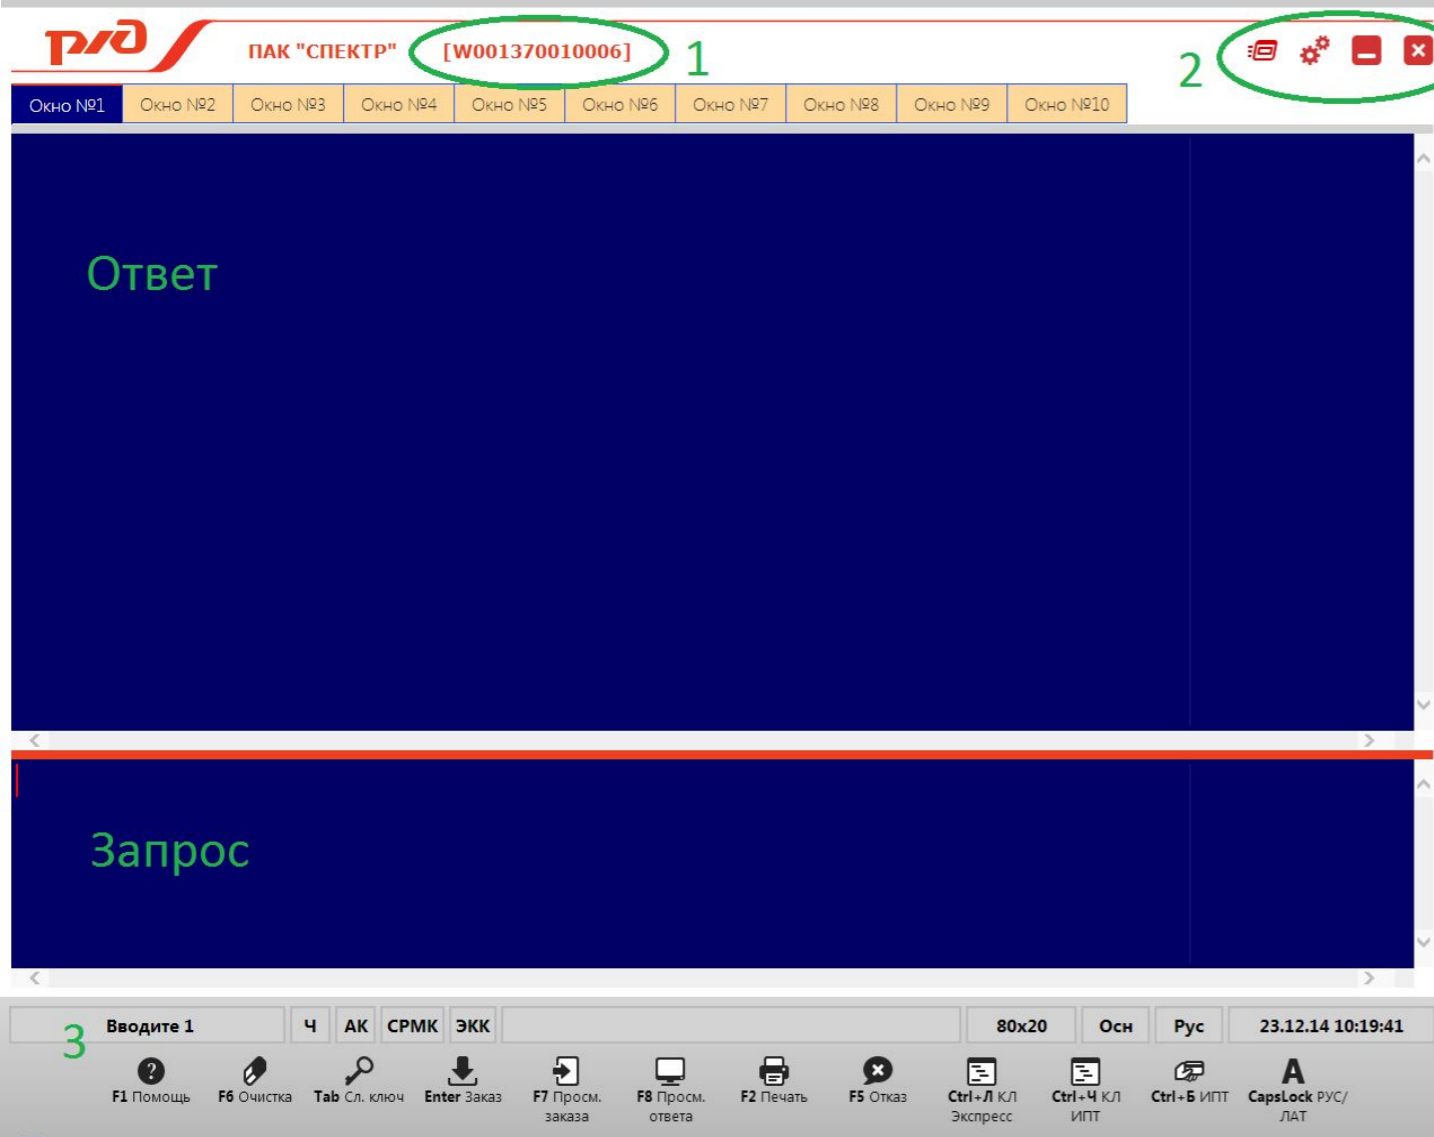 ржд ПАК "СПЕКТР" [W001370010006] 1 2
Окно №1 Окно №2 Окно №3 Окно №4 Окно №5 Окно №6 Окно №7 Окно №8 Окно №9 Окно №10
Ответ
Запрос
3 Вводите 1 Ч АК СРМК ЭКК 80x20 Осн Рус 23.12.14 10:19:41
F1 Помощь F6 Очистка Tab Сл. ключ Enter Заказ F7 Просм. F8 Просм. F2 Печать F5 Отказ Ctrl+Л КЛ Ctrl+Ч КЛ Ctrl+Б ИПТ CapsLock РУС/
заказа ответа Экспресс ИПТ ЛАТ